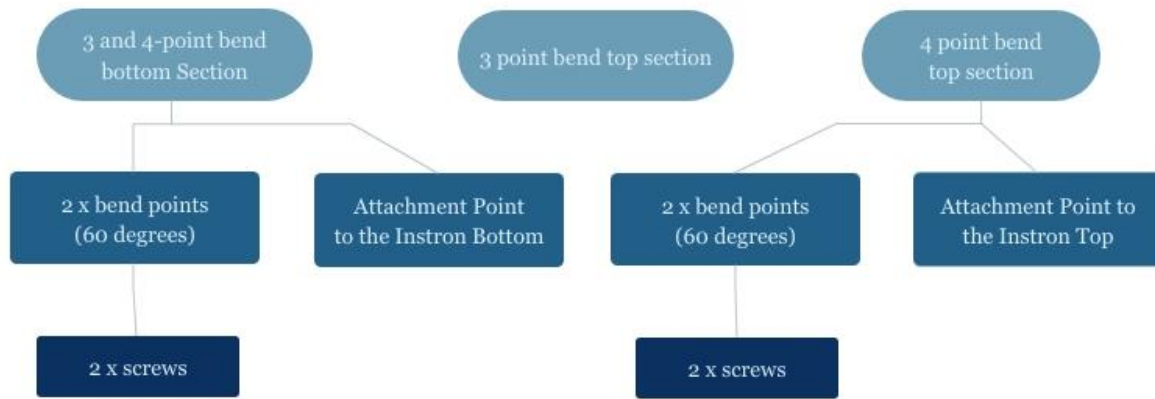 3 and 4-point bend
bottom Section
3 point bend top section
4 point bend
top section
2 x bend points
(60 degrees)
Attachment Point
to the Instron Bottom
2 x bend points
(60 degrees)
Attachment Point to
the Instron Top
2 x screws
2 x screws